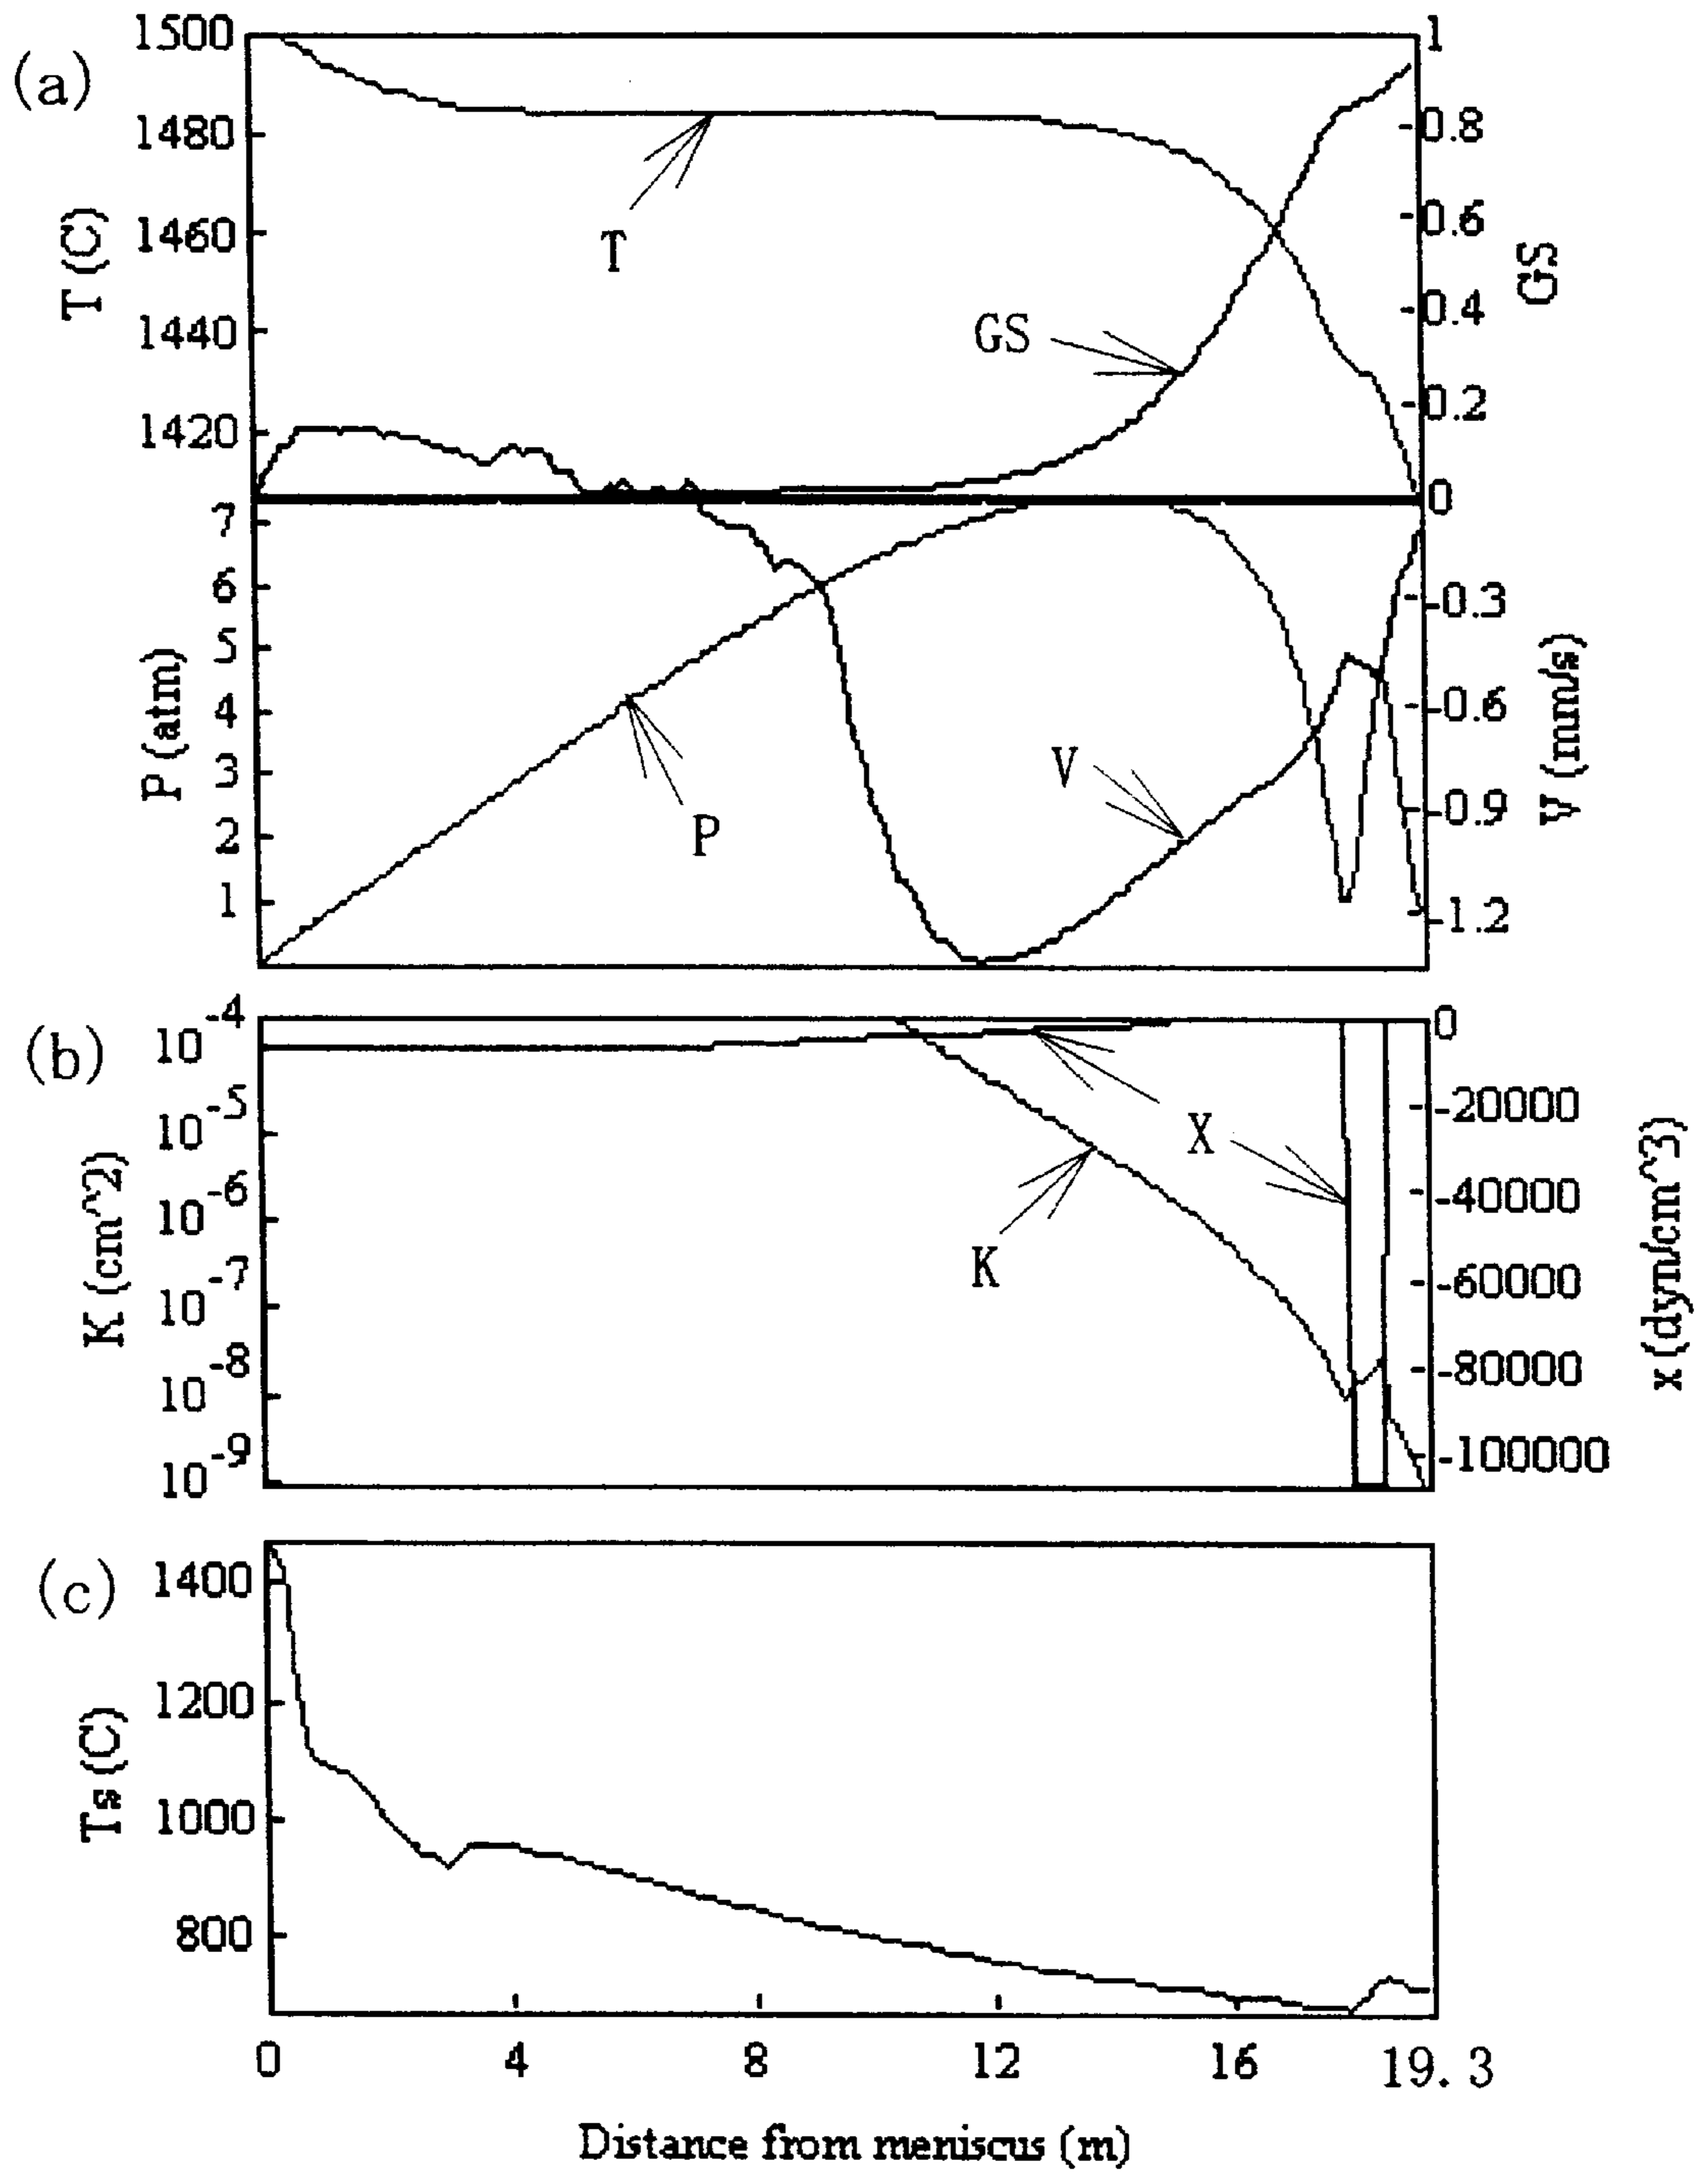 (a)
1500
1480
1460
1440
1420
T (C)
1
0.8
0.6
0.4
0.2
0
GS
T
GS
7
6
5
4
3
2
1
P (atm)
-0.3
-0.6
-0.9
-1.2
V (mm/s)
P
V
(b)
10^-4
10^-5
10^-6
10^-7
10^-8
10^-9
K (cm^2)
0
-20000
-40000
-60000
-80000
-100000
x (dyn/cm^3)
X
K
(c)
1400
1200
1000
800
Ts (C)
0 4 8 12 16 19.3
Distance from meniscus (m)